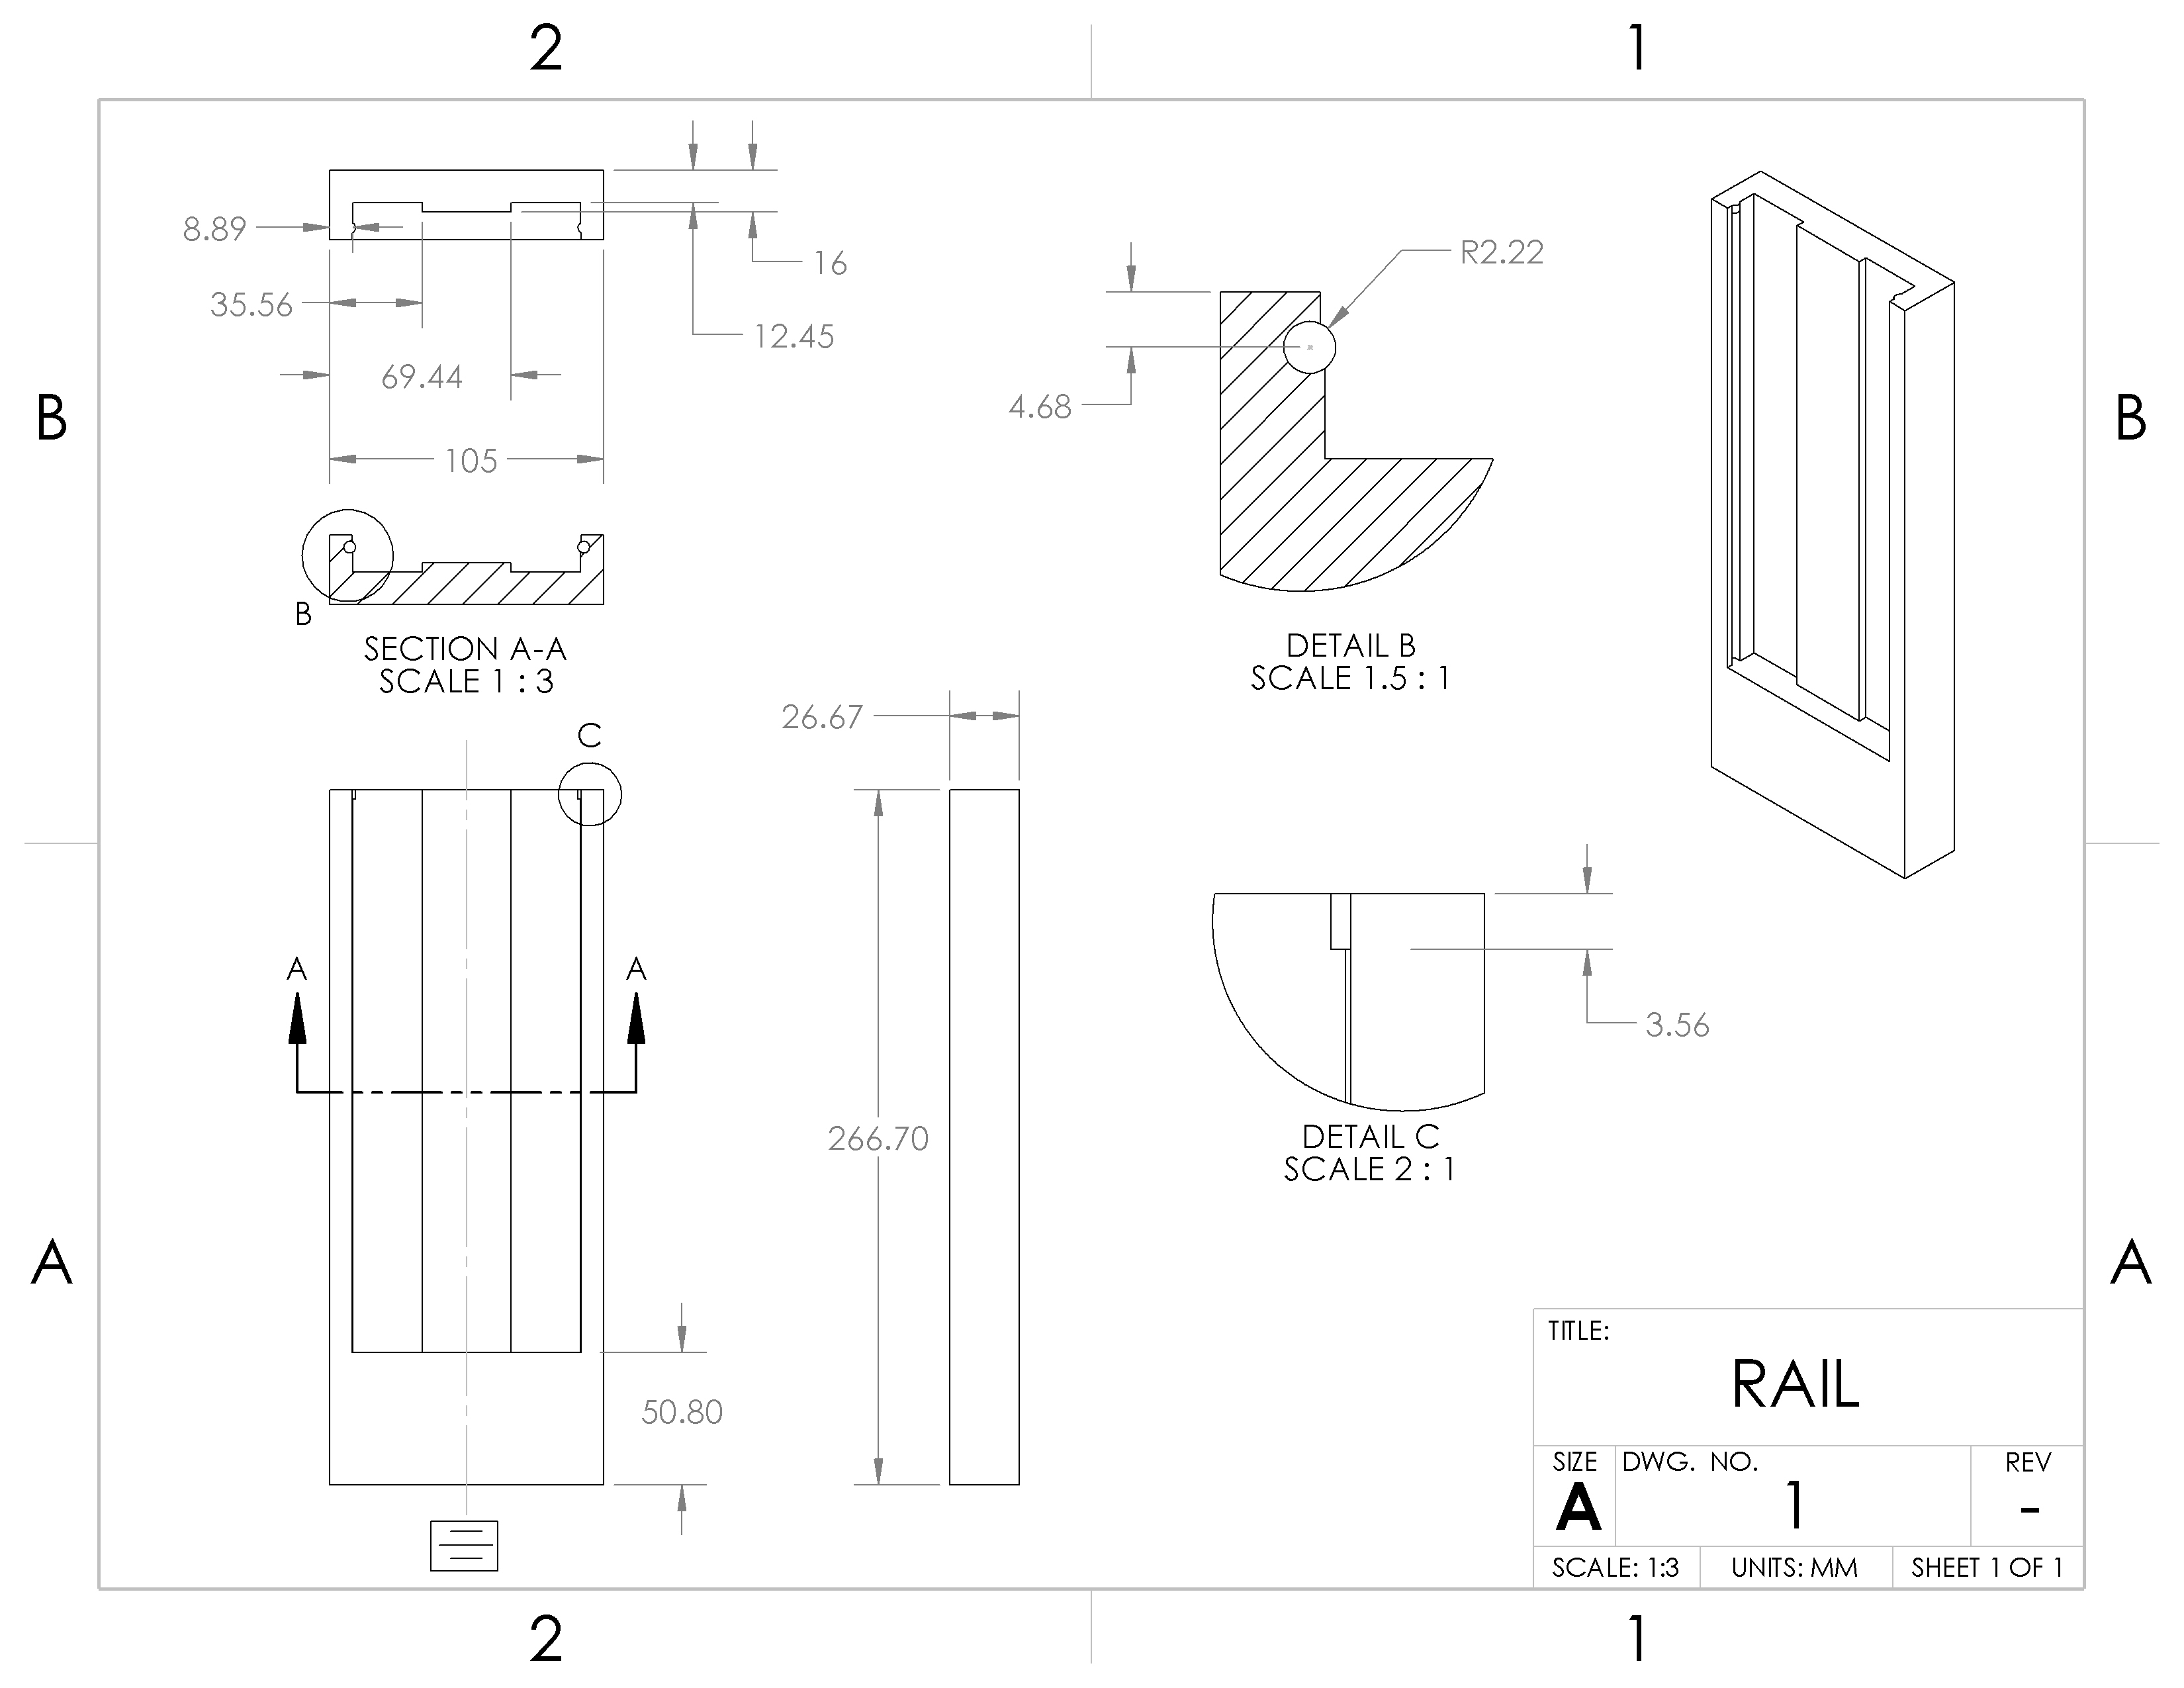 2
1
8.89
16
R2.22
35.56
12.45
69.44
4.68
B
B
105
B
SECTION A-A
SCALE 1 : 3
DETAIL B
SCALE 1.5 : 1
26.67
C
A
A
3.56
266.70
DETAIL C
SCALE 2 : 1
A
A
50.80
TITLE:
RAIL
SIZE
A
DWG. NO.
1
REV
-
SCALE: 1:3
UNITS: MM
SHEET 1 OF 1
2
1